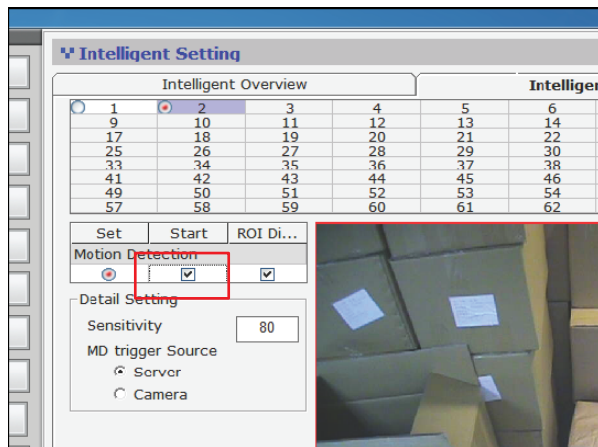 Intelligent Setting
Intelligent Overview
1 2 3 4 5 6
9 10 11 12 13 14
17 18 19 20 21 22
25 26 27 28 29 30
33 34 35 36 37 38
41 42 43 44 45 46
49 50 51 52 53 54
57 58 59 60 61 62
Set Start ROI Di...
Motion Detection
Detail Setting
Sensitivity 80
MD trigger Source
Server
Camera